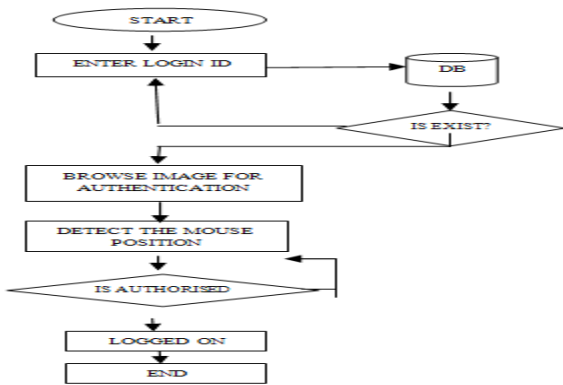 START
ENTER LOGIN ID
DB
IS EXIST?
BROWSE IMAGE FOR
AUTHENTICATION
DETECT THE MOUSE
POSITION
IS AUTHORISED
LOGGED ON
END